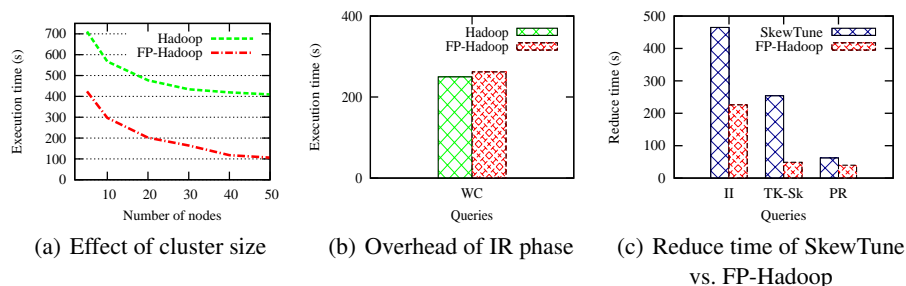 Execution time (s)
800
700
600
500
400
300
200
100
0
Hadoop
FP-Hadoop
10
20
30
40
50
Number of nodes
(a) Effect of cluster size
Execution time (s)
400
200
0
Hadoop
FP-Hadoop
WC
Queries
(b) Overhead of IR phase
Reduce time (s)
500
400
300
200
100
0
SkewTune
FP-Hadoop
II
TK-Sk
PR
Queries
(c) Reduce time of SkewTune
vs. FP-Hadoop